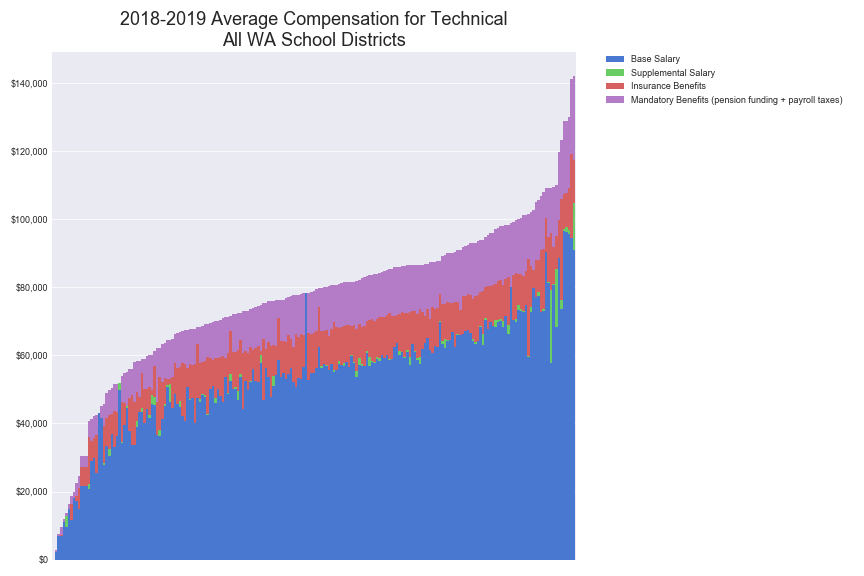 2018-2019 Average Compensation for Technical
All WA School Districts
Base Salary
Supplemental Salary
Insurance Benefits
Mandatory Benefits (pension funding + payroll taxes)
$140,000
$120,000
$100,000
$80,000
$60,000
$40,000
$20,000
$0